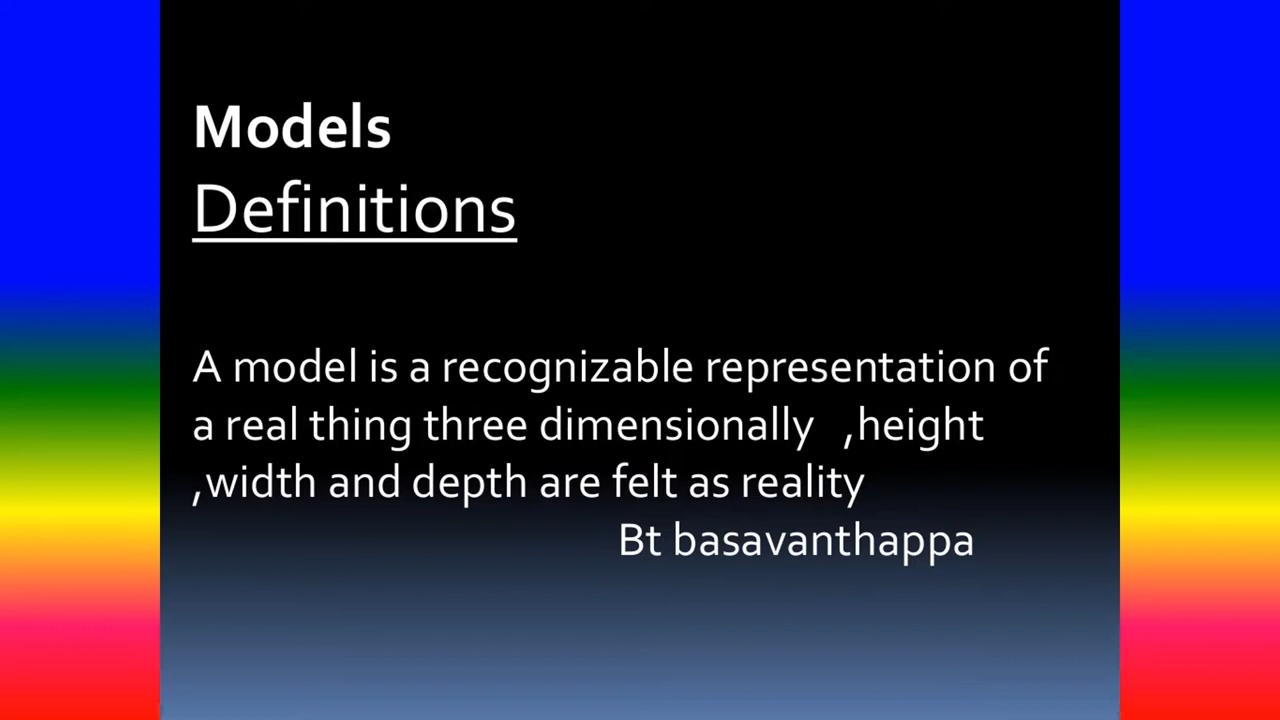 Models
Definitions
A model is a recognizable representation of
a real thing three dimensionally ,height
,width and depth are felt as reality
Bt basavanthappa